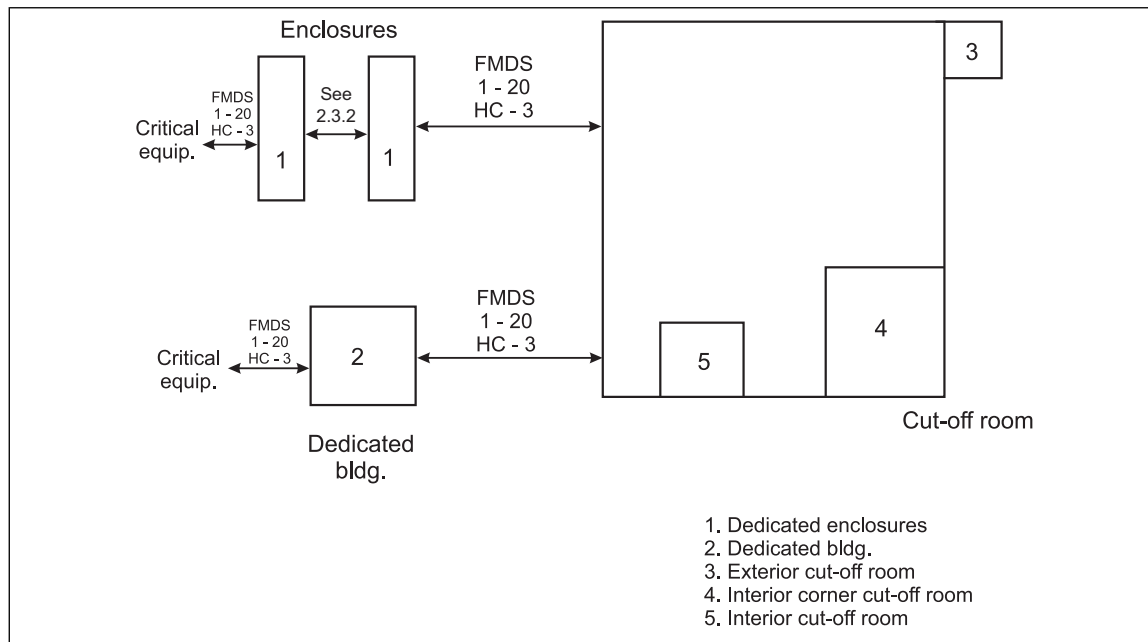 Enclosures
FMDS
1 - 20
HC - 3
Critical
equip.
1
See
2.3.2
1
FMDS
1 - 20
HC - 3
3
FMDS
1 - 20
HC - 3
Critical
equip.
2
FMDS
1 - 20
HC - 3
Dedicated
bldg.
5
4
Cut-off room
1. Dedicated enclosures
2. Dedicated bldg.
3. Exterior cut-off room
4. Interior corner cut-off room
5. Interior cut-off room